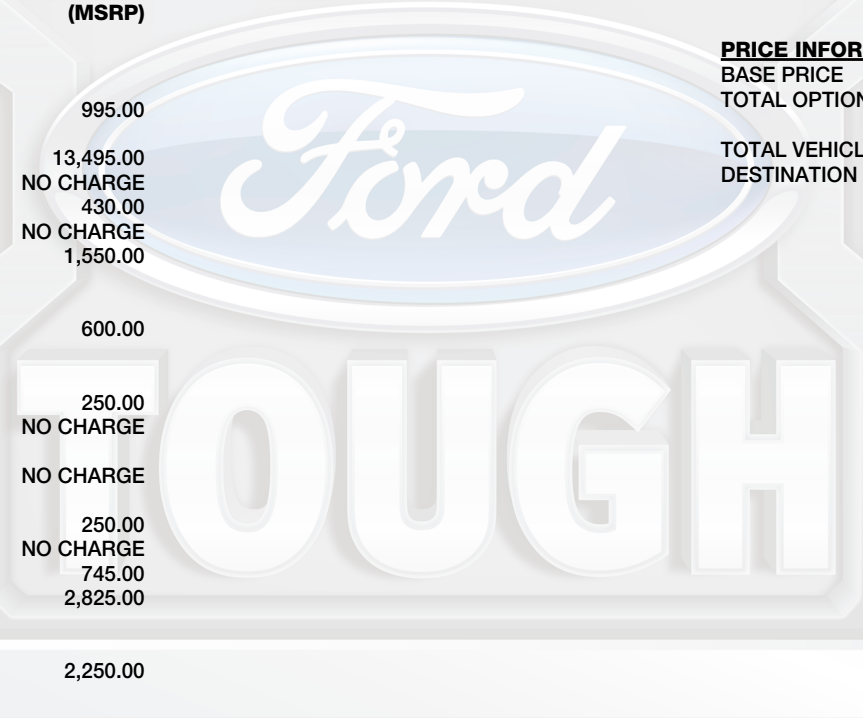 (MSRP)
995.00
13,495.00
NO CHARGE
430.00
NO CHARGE
1,550.00
600.00
250.00
NO CHARGE
NO CHARGE
250.00
NO CHARGE
745.00
2,825.00
2,250.00
PRICE INFOR
BASE PRICE
TOTAL OPTION
TOTAL VEHICL
DESTINATION
Ford
TOUGH